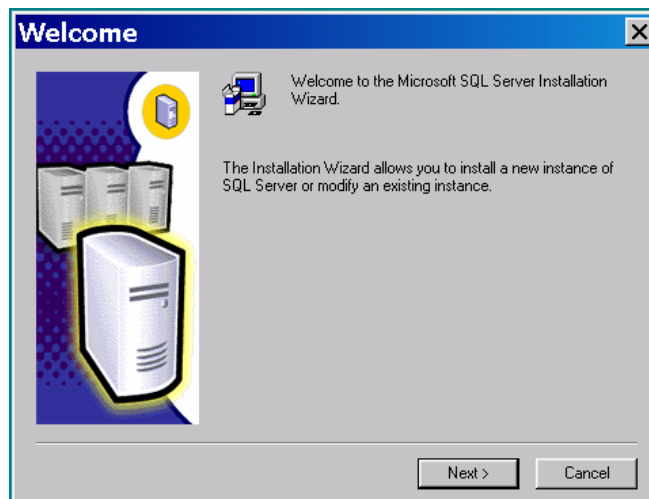 Welcome
Welcome to the Microsoft SQL Server Installation
Wizard.
The Installation Wizard allows you to install a new instance of
SQL Server or modify an existing instance.
Next >
Cancel